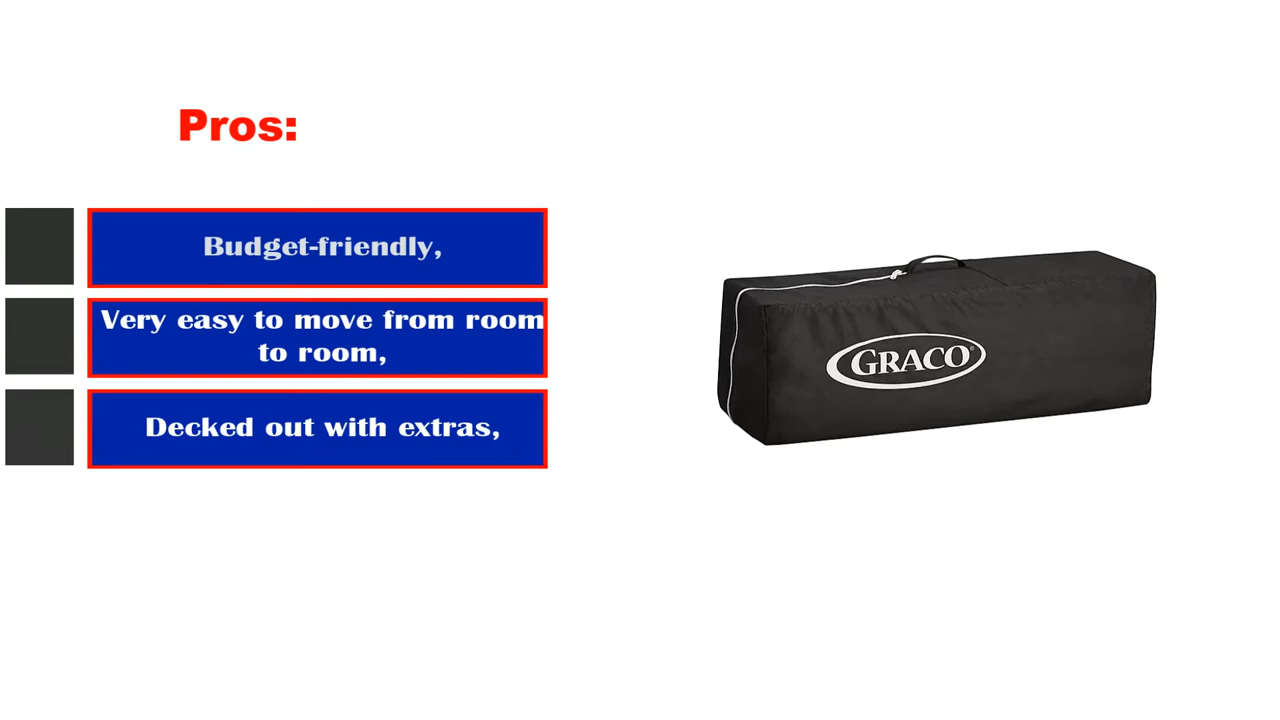 Pros:
Budget-friendly,
Very easy to move from room
to room,
Decked out with extras,
GRACO®